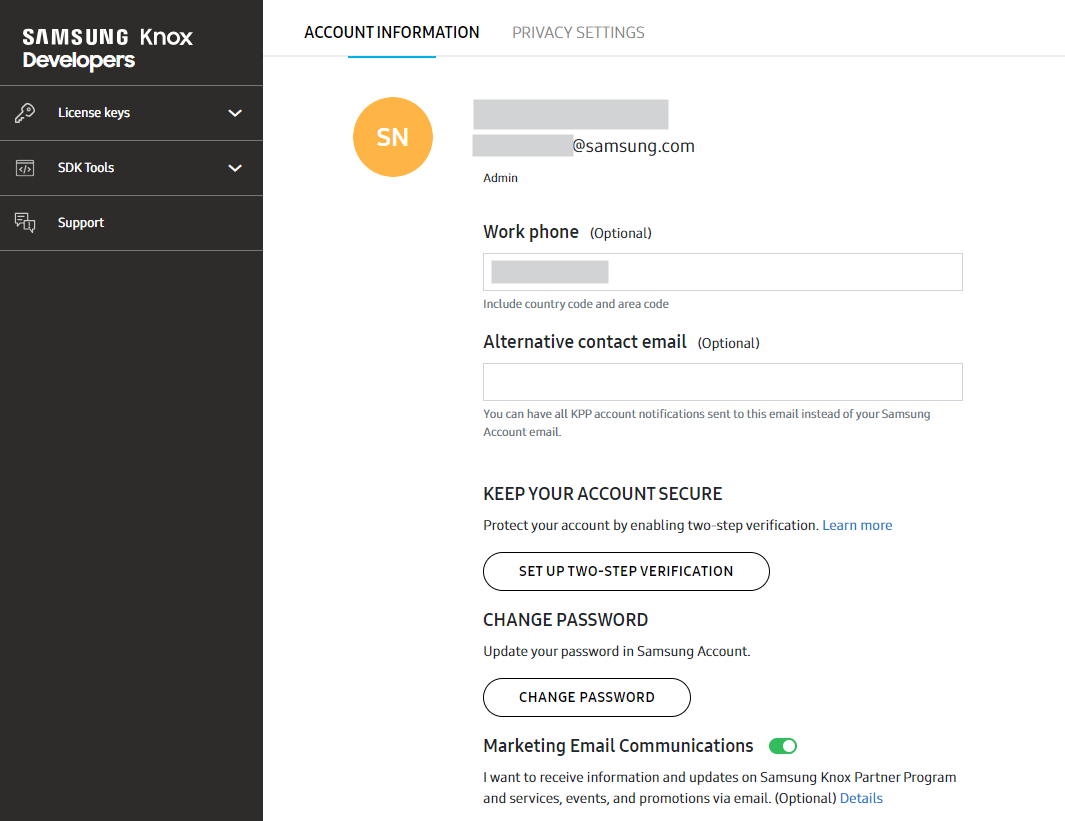 SAMSUNG Knox
Developers
License keys
SDK Tools
Support
ACCOUNT INFORMATION
PRIVACY SETTINGS
SN
@samsung.com
Admin
Work phone (Optional)
Include country code and area code
Alternative contact email (Optional)
You can have all KPP account notifications sent to this email instead of your Samsung
Account email.
KEEP YOUR ACCOUNT SECURE
Protect your account by enabling two-step verification. Learn more
SET UP TWO-STEP VERIFICATION
CHANGE PASSWORD
Update your password in Samsung Account.
CHANGE PASSWORD
Marketing Email Communications
I want to receive information and updates on Samsung Knox Partner Program
and services, events, and promotions via email. (Optional) Details